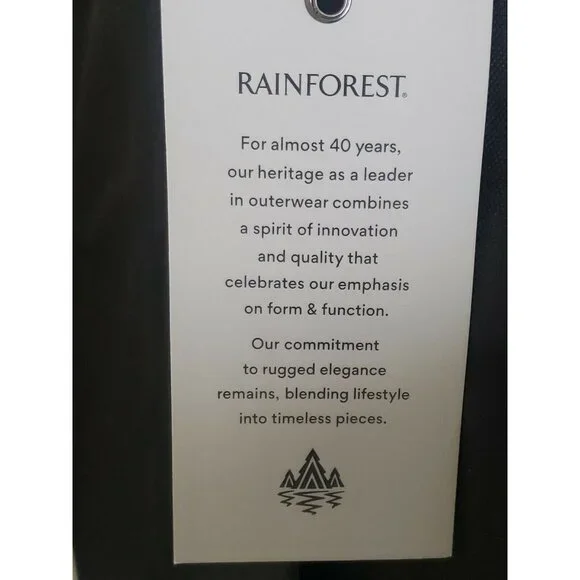 RAINFOREST®
For almost 40 years,
our heritage as a leader
in outerwear combines
a spirit of innovation
and quality that
celebrates our emphasis
on form & function.
Our commitment
to rugged elegance
remains, blending lifestyle
into timeless pieces.